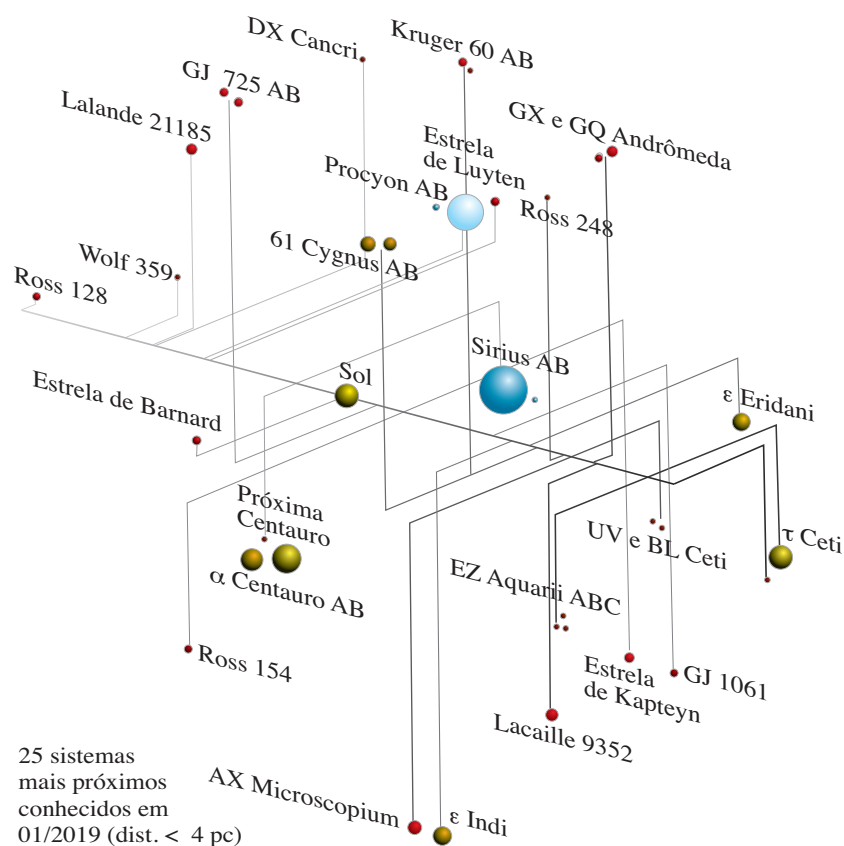 DX Cancri
Kruger 60 AB
GJ 725 AB
Lalande 21185
GX e GQ Andrômeda
Estrela
de Luyten
Procyon AB
Ross 248
61 Cygnus AB
Wolf 359
Ross 128
Sirius AB
Sol
Estrela de Barnard
ε Eridani
Próxima
Centauro
α Centauro AB
UV e BL Ceti
τ Ceti
EZ Aquarii ABC
Ross 154
Estrela
de Kapteyn
GJ 1061
Lacaille 9352
AX Microscopium
ε Indi
25 sistemas
mais próximos
conhecidos em
01/2019 (dist. < 4 pc)